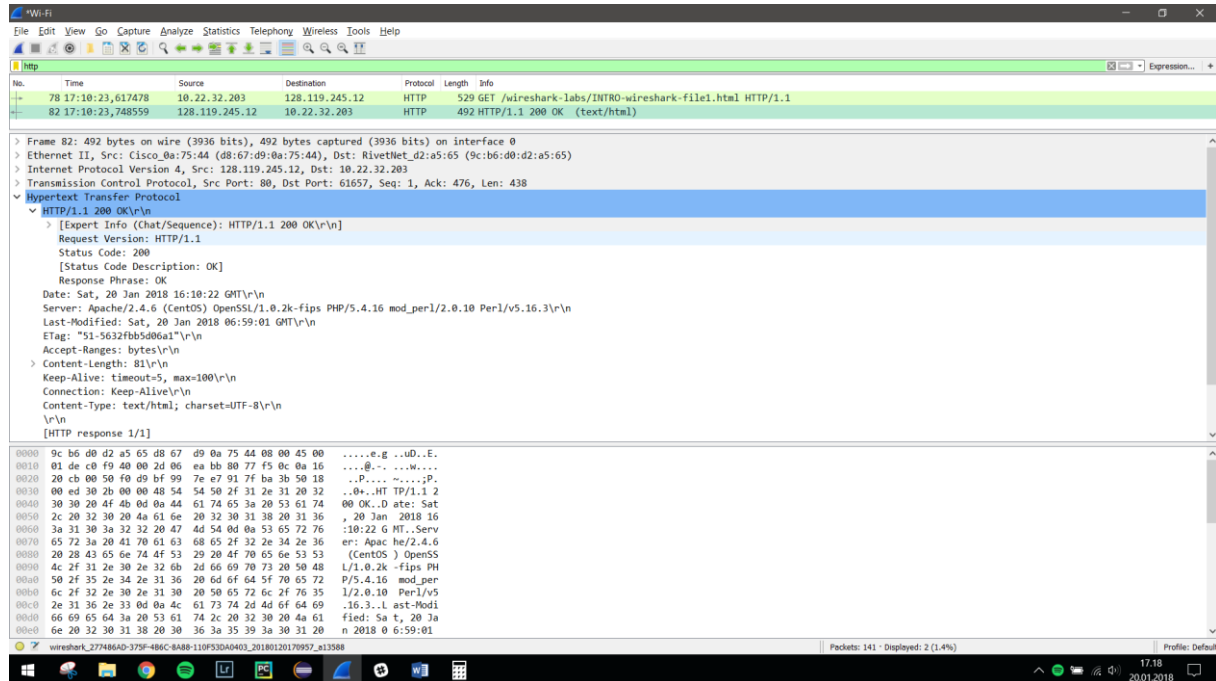 *Wi-Fi
File Edit View Go Capture Analyze Statistics Telephony Wireless Tools Help
http
Expression... +
No. Time Source Destination Protocol Length Info
78 17:10:23,617478 10.22.32.203 128.119.245.12 HTTP 529 GET /wireshark-labs/INTRO-wireshark-file1.html HTTP/1.1
82 17:10:23,748559 128.119.245.12 10.22.32.203 HTTP 492 HTTP/1.1 200 OK (text/html)
> Frame 82: 492 bytes on wire (3936 bits), 492 bytes captured (3936 bits) on interface 0
> Ethernet II, Src: Cisco_0a:75:44 (d8:67:d9:0a:75:44), Dst: RivetNet_d2:a5:65 (9c:b6:d0:d2:a5:65)
> Internet Protocol Version 4, Src: 128.119.245.12, Dst: 10.22.32.203
> Transmission Control Protocol, Src Port: 80, Dst Port: 61657, Seq: 1, Ack: 476, Len: 438
Hypertext Transfer Protocol
HTTP/1.1 200 OK\r\n
> [Expert Info (Chat/Sequence): HTTP/1.1 200 OK\r\n]
Request Version: HTTP/1.1
Status Code: 200
[Status Code Description: OK]
Response Phrase: OK
Date: Sat, 20 Jan 2018 16:10:22 GMT\r\n
Server: Apache/2.4.6 (CentOS) OpenSSL/1.0.2k-fips PHP/5.4.16 mod_perl/2.0.10 Perl/v5.16.3\r\n
Last-Modified: Sat, 20 Jan 2018 06:59:01 GMT\r\n
ETag: "51-5632fbb5d06a1"\r\n
Accept-Ranges: bytes\r\n
> Content-Length: 81\r\n
Keep-Alive: timeout=5, max=100\r\n
Connection: Keep-Alive\r\n
Content-Type: text/html; charset=UTF-8\r\n
\r\n
[HTTP response 1/1]
0000 9c b6 d0 d2 a5 65 d8 67 d9 0a 75 44 08 00 45 00 .....e.g ..uD..E.
0010 01 de c0 f9 40 00 2d 06 ea bb 80 77 f5 0c 0a 16 ....@.-. ...w....
0020 20 cb 00 50 f0 d9 bf 99 7e e7 91 7f ba 3b 50 18 ..P.... ~....;P.
0030 00 ed 30 2b 00 00 48 54 54 50 2f 31 2e 31 20 32 ..0+..HT TP/1.1 2
0040 30 30 20 4f 4b 0d 0a 44 61 74 65 3a 20 53 61 74 00 OK..D ate: Sat
0050 2c 20 32 30 20 4a 61 6e 20 32 30 31 38 20 31 36 , 20 Jan 2018 16
0060 3a 31 30 3a 32 32 20 47 4d 54 0d 0a 53 65 72 76 :10:22 G MT..Serv
0070 65 72 3a 20 41 70 61 63 68 65 2f 32 2e 34 2e 36 er: Apac he/2.4.6
0080 20 28 43 65 6e 74 4f 53 29 20 4f 70 65 6e 53 53 (CentOS ) OpenSS
0090 4c 2f 31 2e 30 2e 32 6b 2d 66 69 70 73 20 50 48 L/1.0.2k -fips PH
00a0 50 2f 35 2e 34 2e 31 36 20 6d 6f 64 5f 70 65 72 P/5.4.16 mod_per
00b0 6c 2f 32 2e 30 2e 31 30 20 50 65 72 6c 2f 76 35 l/2.0.10 Perl/v5
00c0 2e 31 36 2e 33 0d 0a 4c 61 73 74 2d 4d 6f 64 69 .16.3..L ast-Modi
00d0 66 69 65 64 3a 20 53 61 74 2c 20 32 30 20 4a 61 fied: Sa t, 20 Ja
00e0 6e 20 32 30 31 38 20 30 36 3a 35 39 3a 30 31 20 n 2018 0 6:59:01
wireshark_277486AD-375F-4B6C-8A88-110F53DA0403_20180120170957_a13588 Packets: 141 · Displayed: 2 (1.4%) Profile: Default
Lr PC 17.18
20.01.2018